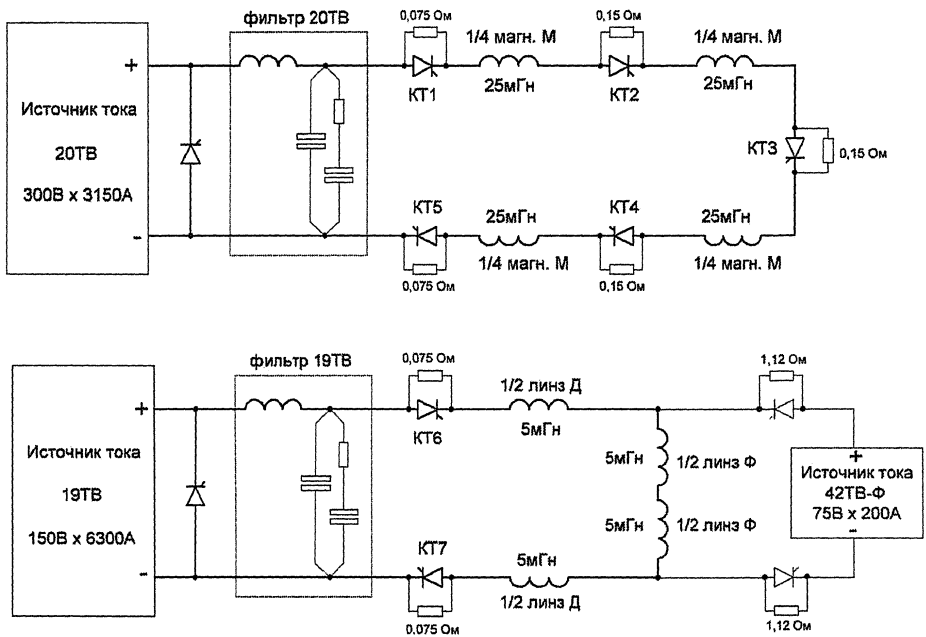 фильтр 20ТВ
0,075 Ом
1/4 магн. М
0,15 Ом
1/4 магн. М
+
КТ1
25мГн
КТ2
25мГн
Источник тока
20ТВ
300В х 3150А
КТ3
0,15 Ом
-
КТ5
25мГн
КТ4
25мГн
0,075 Ом
1/4 магн. М
0,15 Ом
1/4 магн. М
фильтр 19ТВ
0,075 Ом
1/2 линз Д
1,12 Ом
+
КТ6
5мГн
Источник тока
19ТВ
150В х 6300А
5мГн
1/2 линз Ф
5мГн
1/2 линз Ф
+
Источник тока
42ТВ-Ф
75В х 200А
-
-
КТ7
5мГн
0,075 Ом
1/2 линз Д
1,12 Ом